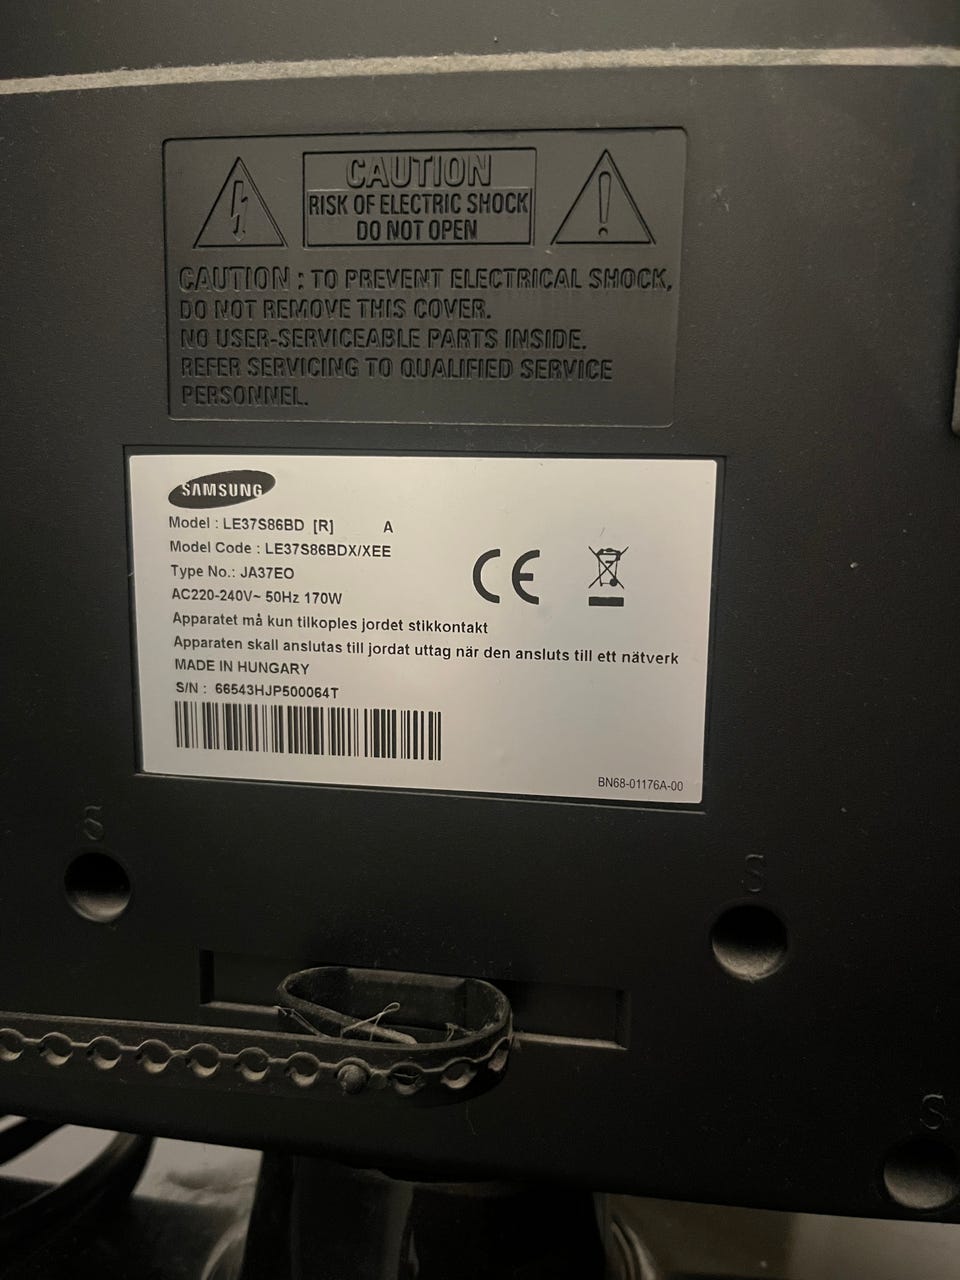 CAUTION
RISK OF ELECTRIC SHOCK
DO NOT OPEN
CAUTION : TO PREVENT ELECTRICAL SHOCK,
DO NOT REMOVE THIS COVER.
NO USER-SERVICEABLE PARTS INSIDE.
REFER SERVICING TO QUALIFIED SERVICE
PERSONNEL.
SAMSUNG
Model : LE37S86BD [R] A
Model Code : LE37S86BDX/XEE
Type No.: JA37EO
AC220-240V~ 50Hz 170W
Apparatet må kun tilkoples jordet stikkontakt
Apparaten skall anslutas till jordat uttag när den ansluts till ett nätverk
MADE IN HUNGARY
S/N : 66543HJP500064T
CE
BN68-01176A-00
S
S
S